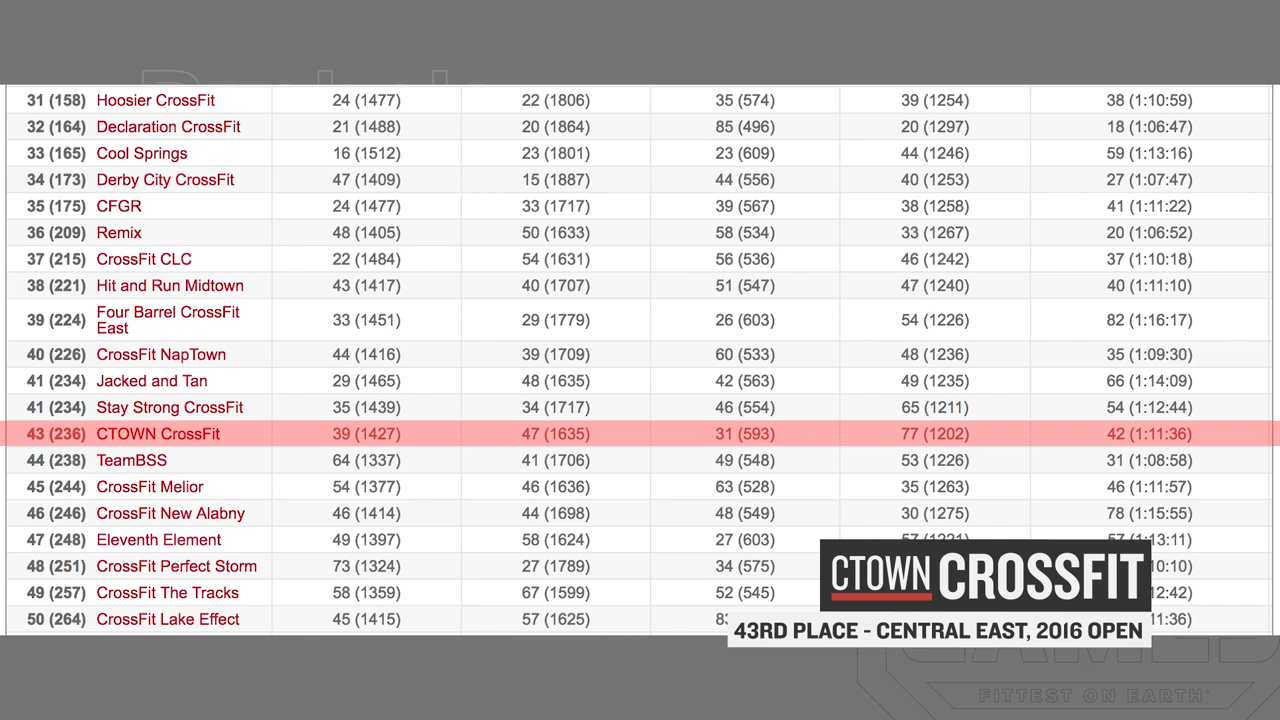 31 (158) Hoosier CrossFit 24 (1477) 22 (1806) 35 (574) 39 (1254) 38 (1:10:59)
32 (164) Declaration CrossFit 21 (1488) 20 (1864) 85 (496) 20 (1297) 18 (1:06:47)
33 (165) Cool Springs 16 (1512) 23 (1801) 23 (609) 44 (1246) 59 (1:13:16)
34 (173) Derby City CrossFit 47 (1409) 15 (1887) 44 (556) 40 (1253) 27 (1:07:47)
35 (175) CFGR 24 (1477) 33 (1717) 39 (567) 38 (1258) 41 (1:11:22)
36 (209) Remix 48 (1405) 50 (1633) 58 (534) 33 (1267) 20 (1:06:52)
37 (215) CrossFit CLC 22 (1484) 54 (1631) 56 (536) 46 (1242) 37 (1:10:18)
38 (221) Hit and Run Midtown 43 (1417) 40 (1707) 51 (547) 47 (1240) 40 (1:11:10)
39 (224) Four Barrel CrossFit East 33 (1451) 29 (1779) 26 (603) 54 (1226) 82 (1:16:17)
40 (226) CrossFit NapTown 44 (1416) 39 (1709) 60 (533) 48 (1236) 35 (1:09:30)
41 (234) Jacked and Tan 29 (1465) 48 (1635) 42 (563) 49 (1235) 66 (1:14:09)
41 (234) Stay Strong CrossFit 35 (1439) 34 (1717) 46 (554) 65 (1211) 54 (1:12:44)
43 (236) CTOWN CrossFit 39 (1427) 47 (1635) 31 (593) 77 (1202) 42 (1:11:36)
44 (238) TeamBSS 64 (1337) 41 (1706) 49 (548) 53 (1226) 31 (1:08:58)
45 (244) CrossFit Melior 54 (1377) 46 (1636) 63 (528) 35 (1263) 46 (1:11:57)
46 (246) CrossFit New Alabny 46 (1414) 44 (1698) 48 (549) 30 (1275) 78 (1:15:55)
47 (248) Eleventh Element 49 (1397) 58 (1624) 27 (603)
48 (251) CrossFit Perfect Storm 73 (1324) 27 (1789) 34 (575)
49 (257) CrossFit The Tracks 58 (1359) 67 (1599) 52 (545)
50 (264) CrossFit Lake Effect 45 (1415) 57 (1625)
CTOWN CROSSFIT
43RD PLACE - CENTRAL EAST, 2016 OPEN
FITTEST ON EARTH